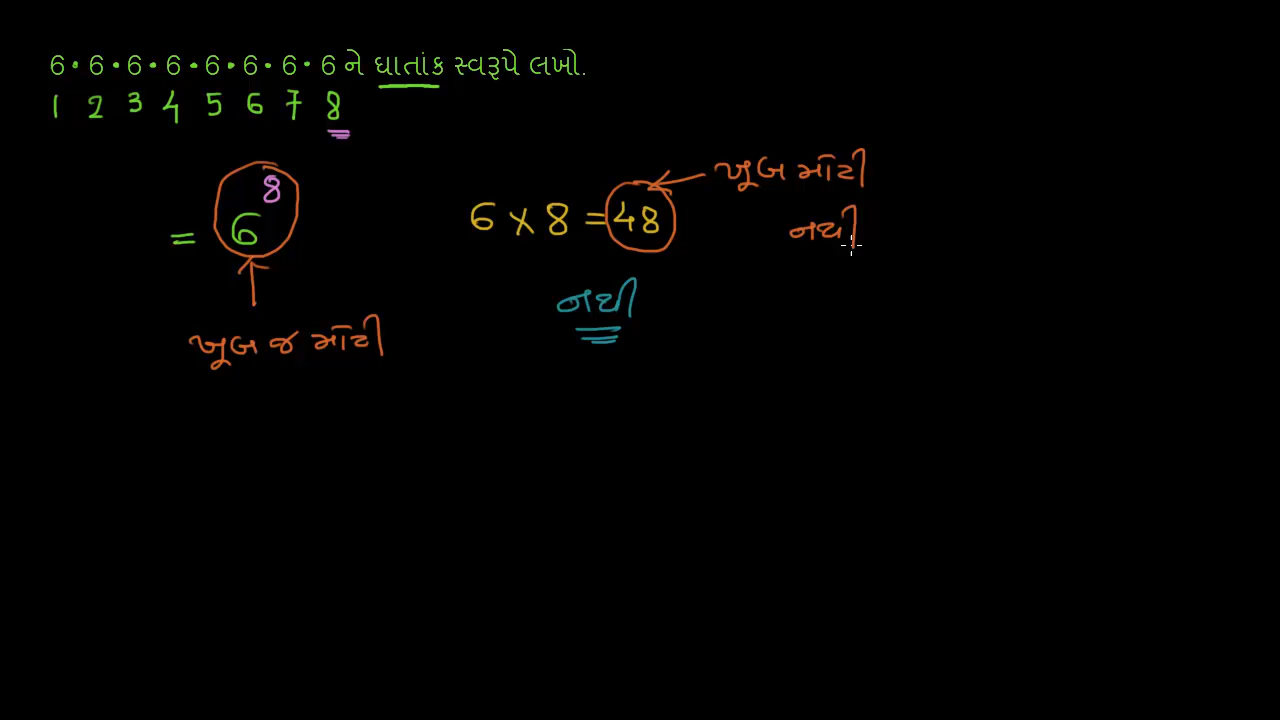 6·6·6·6·6·6·6·6 ને ઘાતાંક સ્વરૂપે લખો.
1 2 3 4 5 6 7 8
= 6⁸
ખૂબ જ મોટી
6 × 8 = 48
નથી
ખૂબ મોટી
નથી